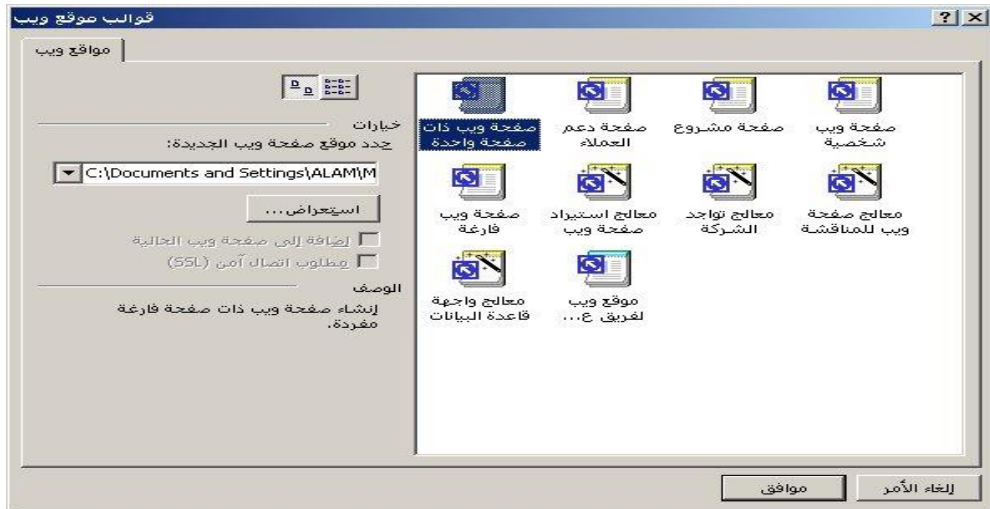 قوالب موقع ويب
مواقع ويب
صفحة ويب شخصية
صفحة مشروع
صفحة دعم العملاء
صفحة ويب ذات صفحة واحدة
معالج صفحة ويب للمناقشة
معالج تواجد الشركة
معالج استيراد صفحة ويب
صفحة ويب فارغة
موقع ويب لفريق ع...
معالج واجهة قاعدة البيانات
خيارات
حدد موقع صفحة ويب الجديدة:
C:\Documents and Settings\ALAM\M
استعراض...
إضافة إلى صفحة ويب الحالية
مطلوب اتصال آمن (SSL)
الوصف
إنشاء صفحة ويب ذات صفحة فارغة
مفردة.
موافق
إلغاء الأمر